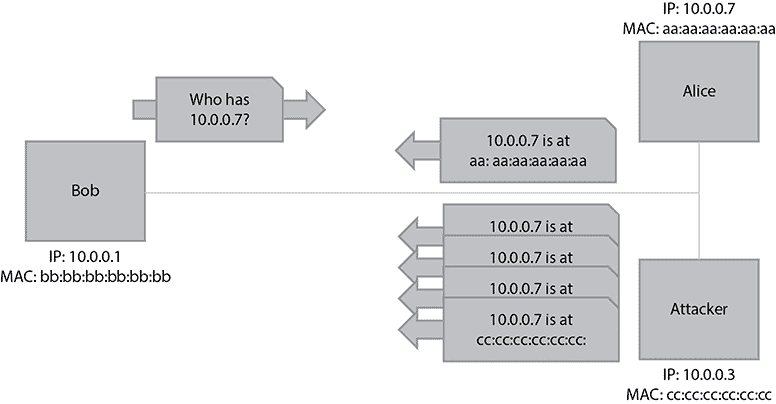 IP: 10.0.0.7
MAC: aa:aa:aa:aa:aa:aa
Alice
Who has
10.0.0.7?
10.0.0.7 is at
aa: aa:aa:aa:aa:aa
Bob
IP: 10.0.0.1
MAC: bb:bb:bb:bb:bb:bb
10.0.0.7 is at
10.0.0.7 is at
10.0.0.7 is at
10.0.0.7 is at
cc:cc:cc:cc:cc:cc:
Attacker
IP: 10.0.0.3
MAC: cc:cc:cc:cc:cc:cc